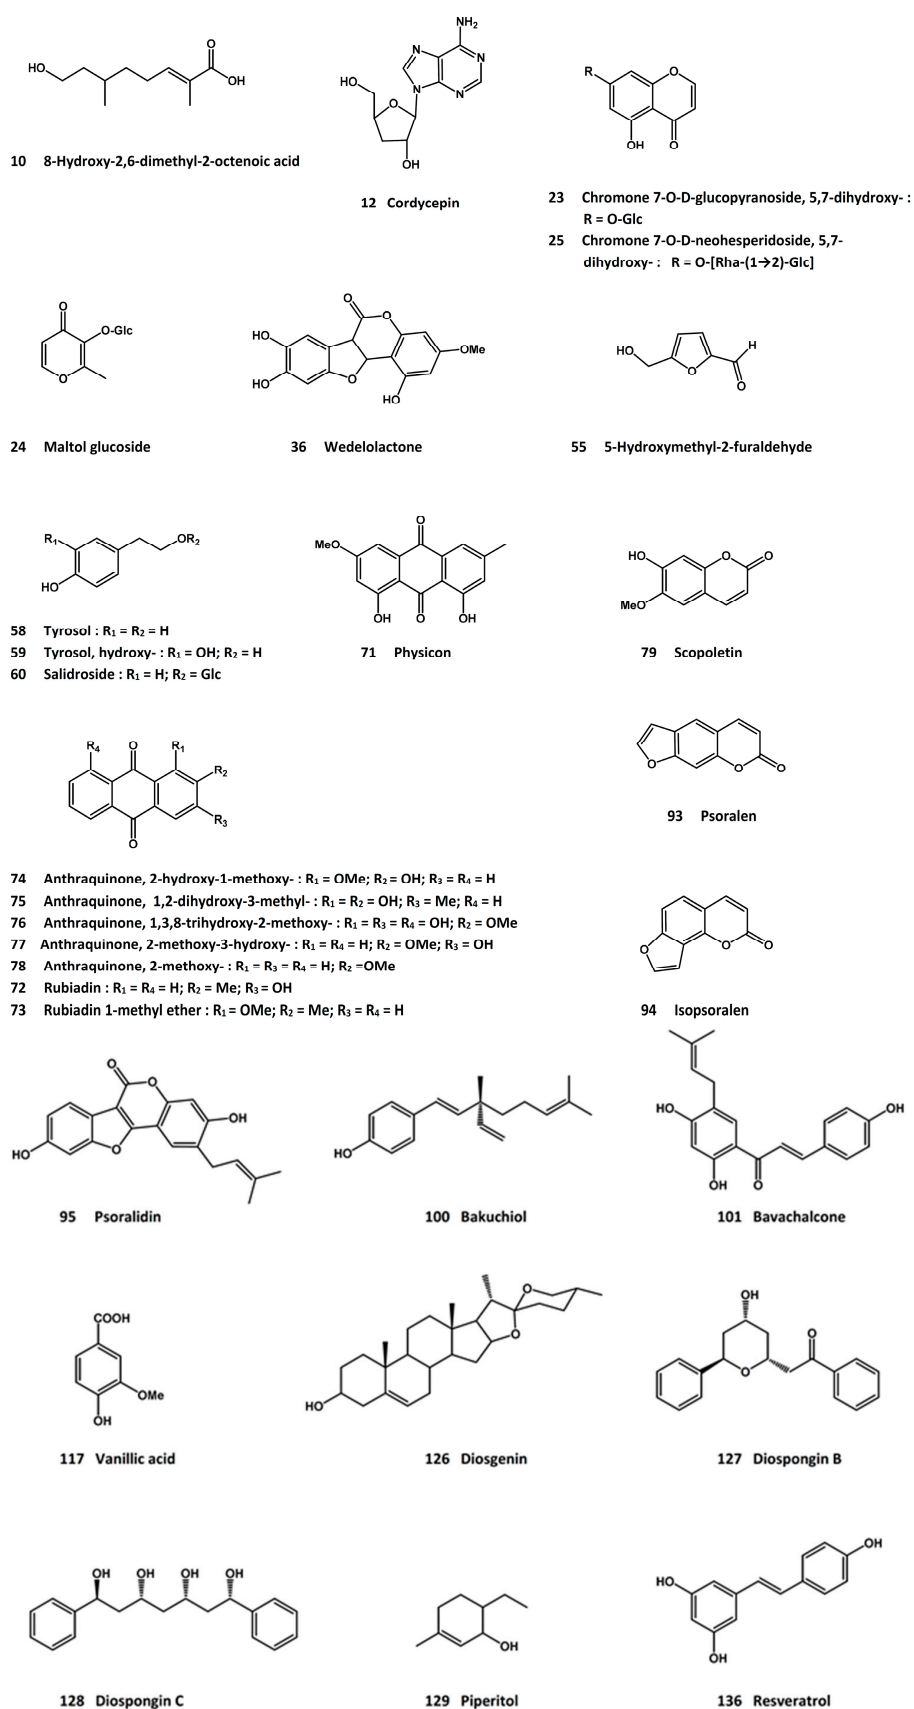 HO
O
OH
10 8-Hydroxy-2,6-dimethyl-2-octenoic acid
NH2
N
N
N
N
HO
O
OH
12 Cordycepin
R
O
OH
O
23 Chromone 7-O-D-glucopyranoside, 5,7-dihydroxy- :
R = O-Glc
25 Chromone 7-O-D-neohesperidoside, 5,7-
dihydroxy- : R = O-[Rha-(1→2)-Glc]
O
O-Glc
O
24 Maltol glucoside
O
O
HO
HO
O
OMe
HO
36 Wedelolactone
HO
O
H
O
55 5-Hydroxymethyl-2-furaldehyde
R1
OR2
HO
58 Tyrosol : R1 = R2 = H
59 Tyrosol, hydroxy- : R1 = OH; R2 = H
60 Salidroside : R1 = H; R2 = Glc
O
MeO
OH
O
OH
71 Physicon
HO
O
O
MeO
79 Scopoletin
R4
O
R1
R2
R3
O
74 Anthraquinone, 2-hydroxy-1-methoxy- : R1 = OMe; R2 = OH; R3 = R4 = H
75 Anthraquinone, 1,2-dihydroxy-3-methyl- : R1 = R2 = OH; R3 = Me; R4 = H
76 Anthraquinone, 1,3,8-trihydroxy-2-methoxy- : R1 = R3 = R4 = OH; R2 = OMe
77 Anthraquinone, 2-methoxy-3-hydroxy- : R1 = R4 = H; R2 = OMe; R3 = OH
78 Anthraquinone, 2-methoxy- : R1 = R3 = R4 = H; R2 =OMe
72 Rubiadin : R1 = R4 = H; R2 = Me; R3 = OH
73 Rubiadin 1-methyl ether : R1 = OMe; R2 = Me; R3 = R4 = H
O
O
O
93 Psoralen
O
O
O
94 Isopsoralen
O
O
OH
HO
O
95 Psoralidin
HO
100 Bakuchiol
HO
OH
OH
O
101 Bavachalcone
COOH
OMe
OH
117 Vanillic acid
O
O
HO
126 Diosgenin
OH
O
O
127 Diospongin B
OH
OH
OH
OH
128 Diospongin C
OH
129 Piperitol
OH
HO
OH
136 Resveratrol